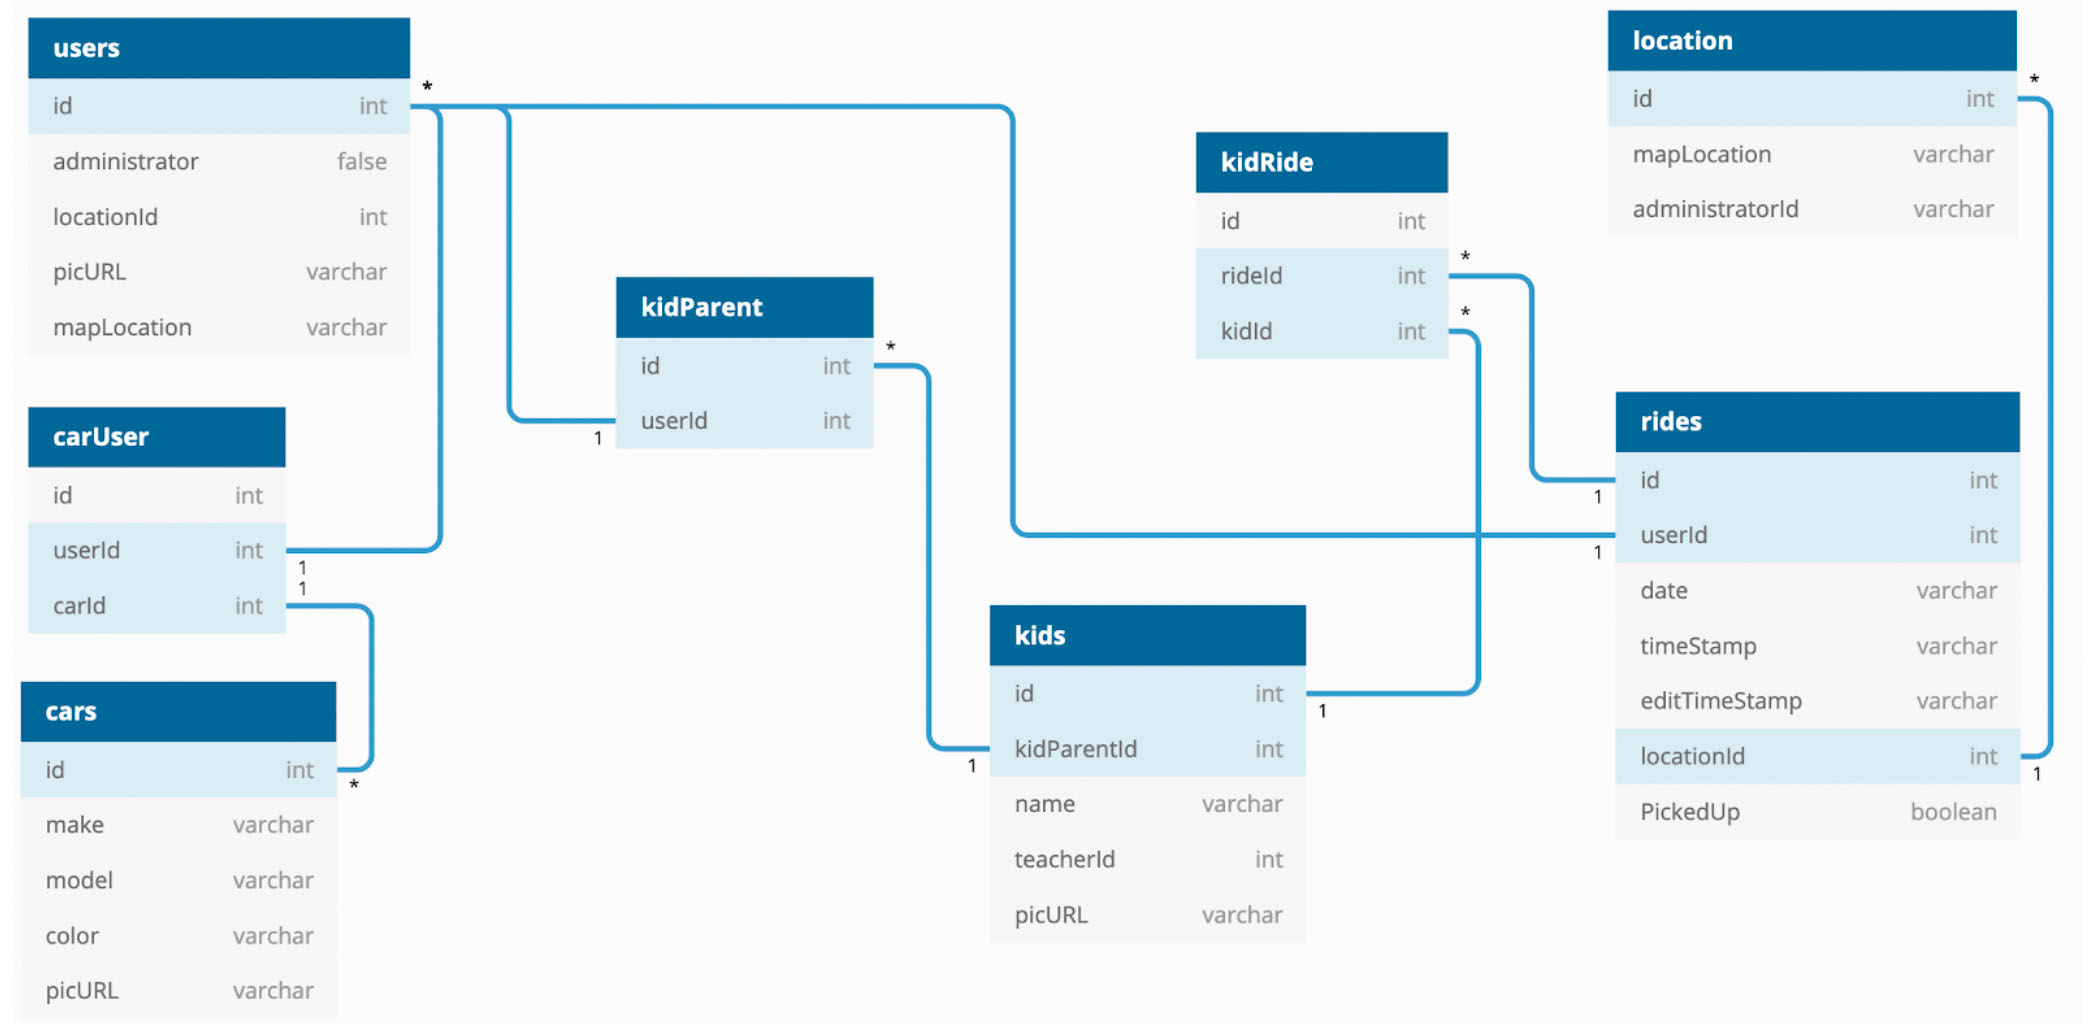 users
*
id int
administrator false
locationId int
picURL varchar
mapLocation varchar
carUser
id int
userId int
1
1
carId int
cars
id int
*
make varchar
model varchar
color varchar
picURL varchar
kidParent
*
id int
userId int
1
kids
id int
1
kidParentId int
1
name varchar
teacherId int
picURL varchar
kidRide
id int
*
rideId int
*
kidId int
location
*
id int
mapLocation varchar
administratorId varchar
rides
id int
1
userId int
1
date varchar
timeStamp varchar
editTimeStamp varchar
locationId int
1
PickedUp boolean